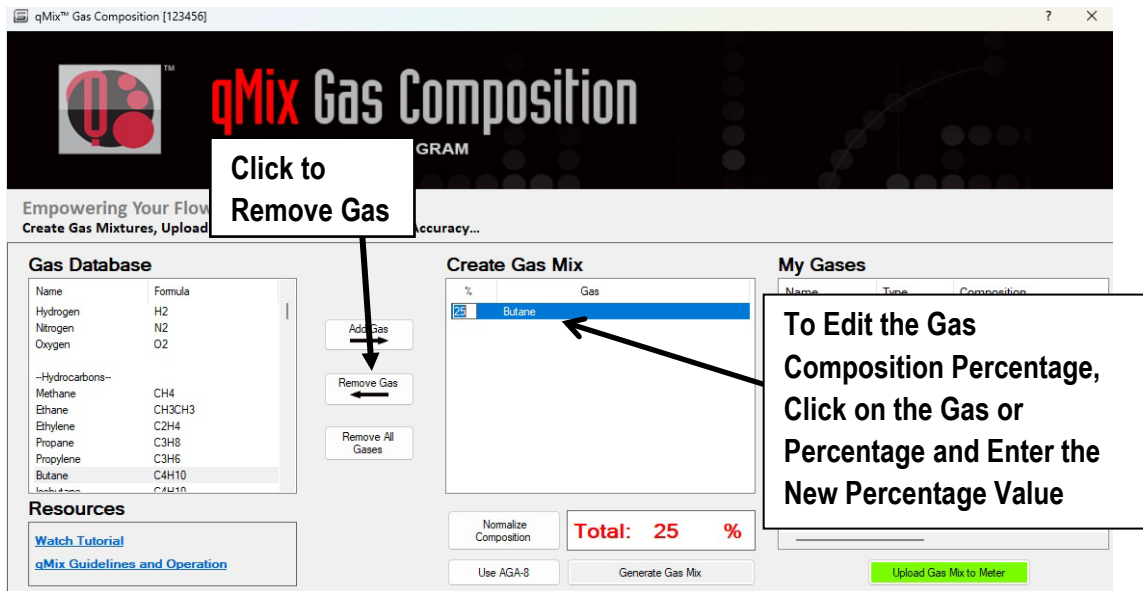 qMix™ Gas Composition [123456]
? ×
TM
qMix Gas Composition
GRAM
Click to
Remove Gas
Empowering Your Flow
Create Gas Mixtures, Upload
Accuracy...
Gas Database
Name Formula
Hydrogen H2
Nitrogen N2
Oxygen O2
--Hydrocarbons--
Methane CH4
Ethane CH3CH3
Ethylene C2H4
Propane C3H8
Propylene C3H6
Butane C4H10
Isobutane C4H10
Resources
Watch Tutorial
qMix Guidelines and Operation
Add Gas
Remove Gas
Remove All
Gases
Create Gas Mix
% Gas
25 Butane
Normalize
Composition
Total: 25 %
Use AGA-8
Generate Gas Mix
My Gases
Name Type Composition
To Edit the Gas
Composition Percentage,
Click on the Gas or
Percentage and Enter the
New Percentage Value
Upload Gas Mix to Meter